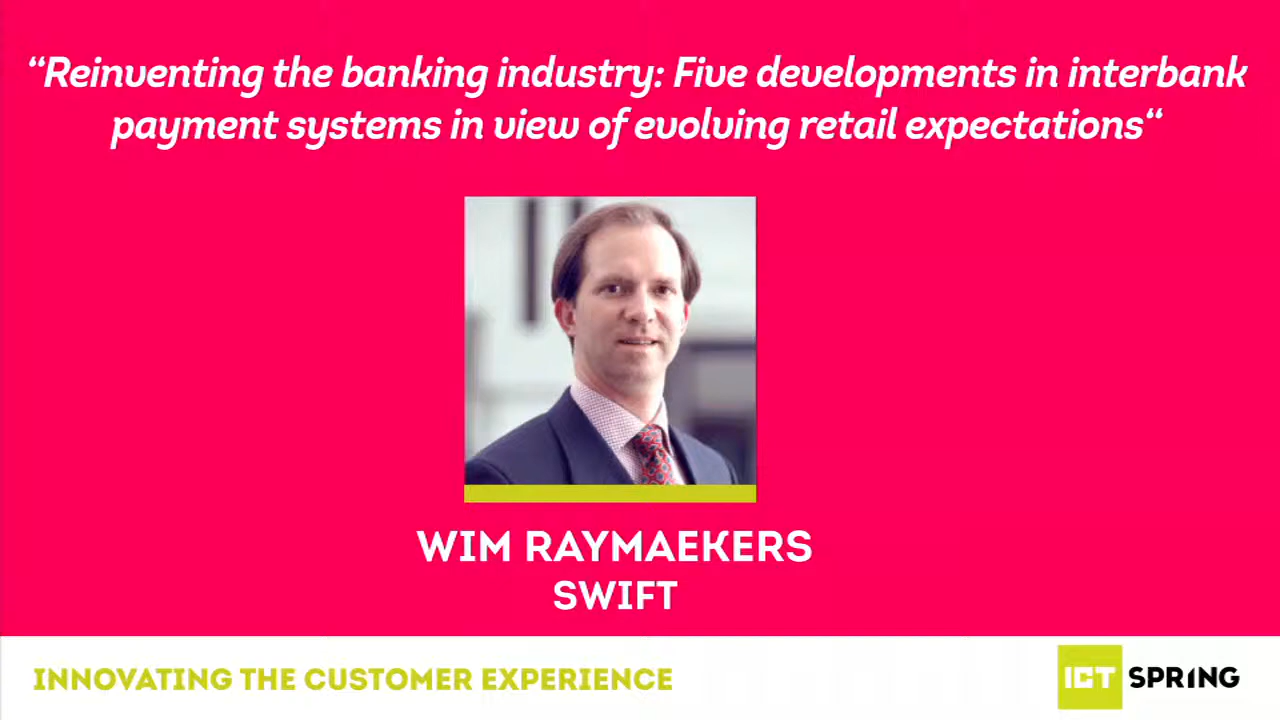 “Reinventing the banking industry: Five developments in interbank
payment systems in view of evolving retail expectations“
WIM RAYMAEKERS
SWIFT
INNOVATING THE CUSTOMER EXPERIENCE
ICT SPRING